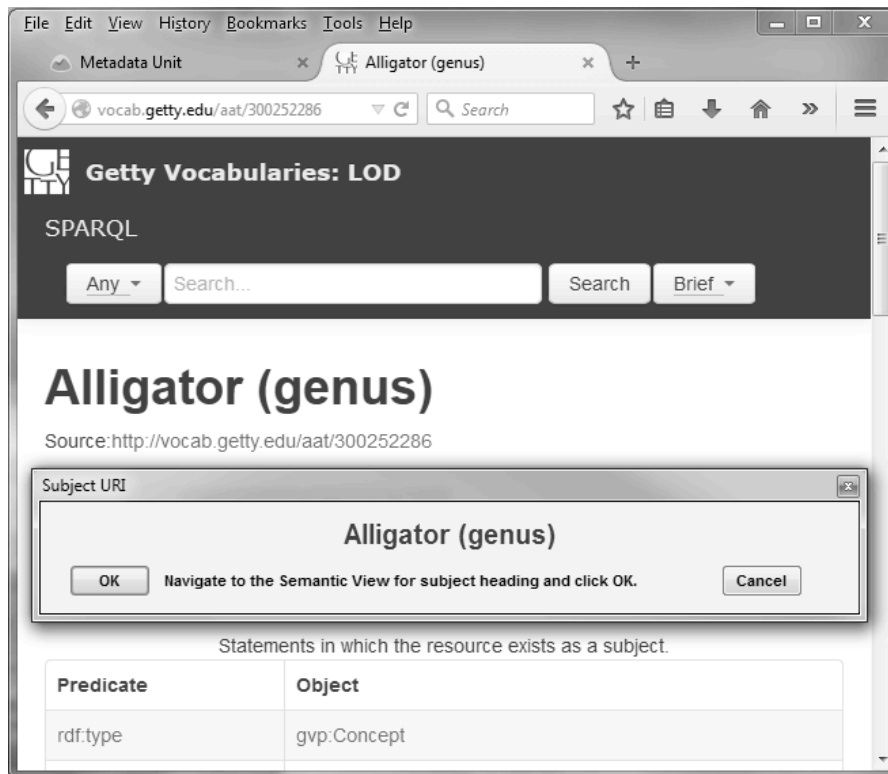 File Edit View History Bookmarks Tools Help
Metadata Unit × Alligator (genus) × +
vocab.getty.edu/aat/300252286 Search
GETTY Getty Vocabularies: LOD
SPARQL
Any Search... Search Brief
Alligator (genus)
Source:http://vocab.getty.edu/aat/300252286
Subject URI
Alligator (genus)
OK Navigate to the Semantic View for subject heading and click OK. Cancel
Statements in which the resource exists as a subject.
Predicate Object
rdf:type gvp:Concept